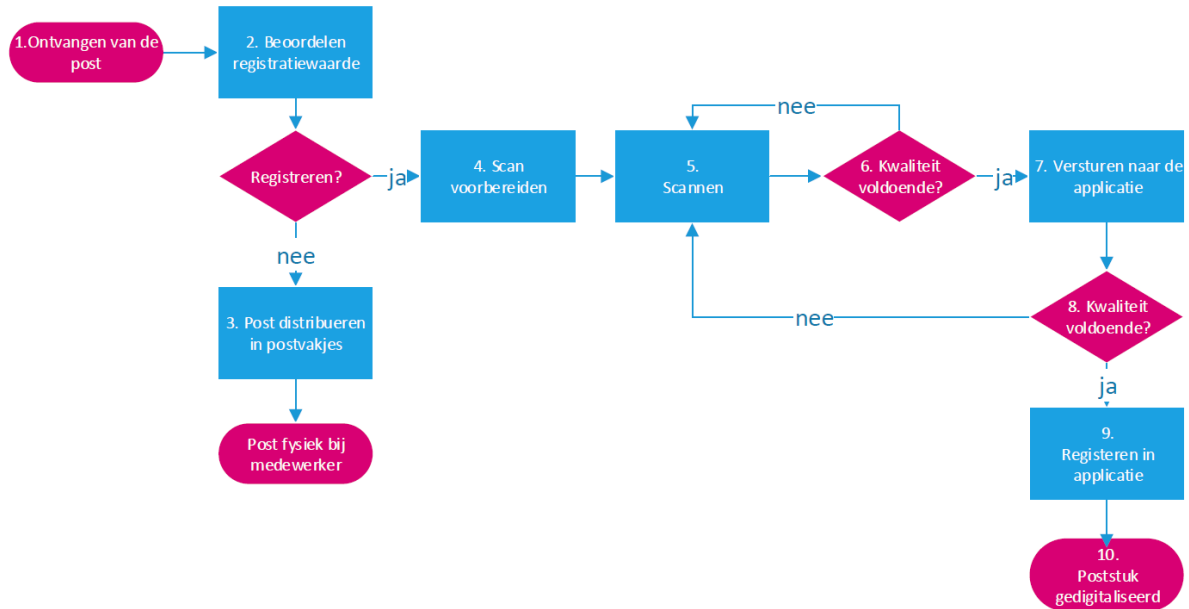 1.Ontvangen van de
post
2. Beoordelen
registratiewaarde
Registreren?
ja
nee
3. Post distribueren
in postvakjes
Post fysiek bij
medewerker
4. Scan
voorbereiden
5.
Scannen
nee
6. Kwaliteit
voldoende?
ja
7. Versturen naar de
applicatie
8. Kwaliteit
voldoende?
nee
ja
9.
Registeren in
applicatie
10.
Poststuk
gedigitaliseerd